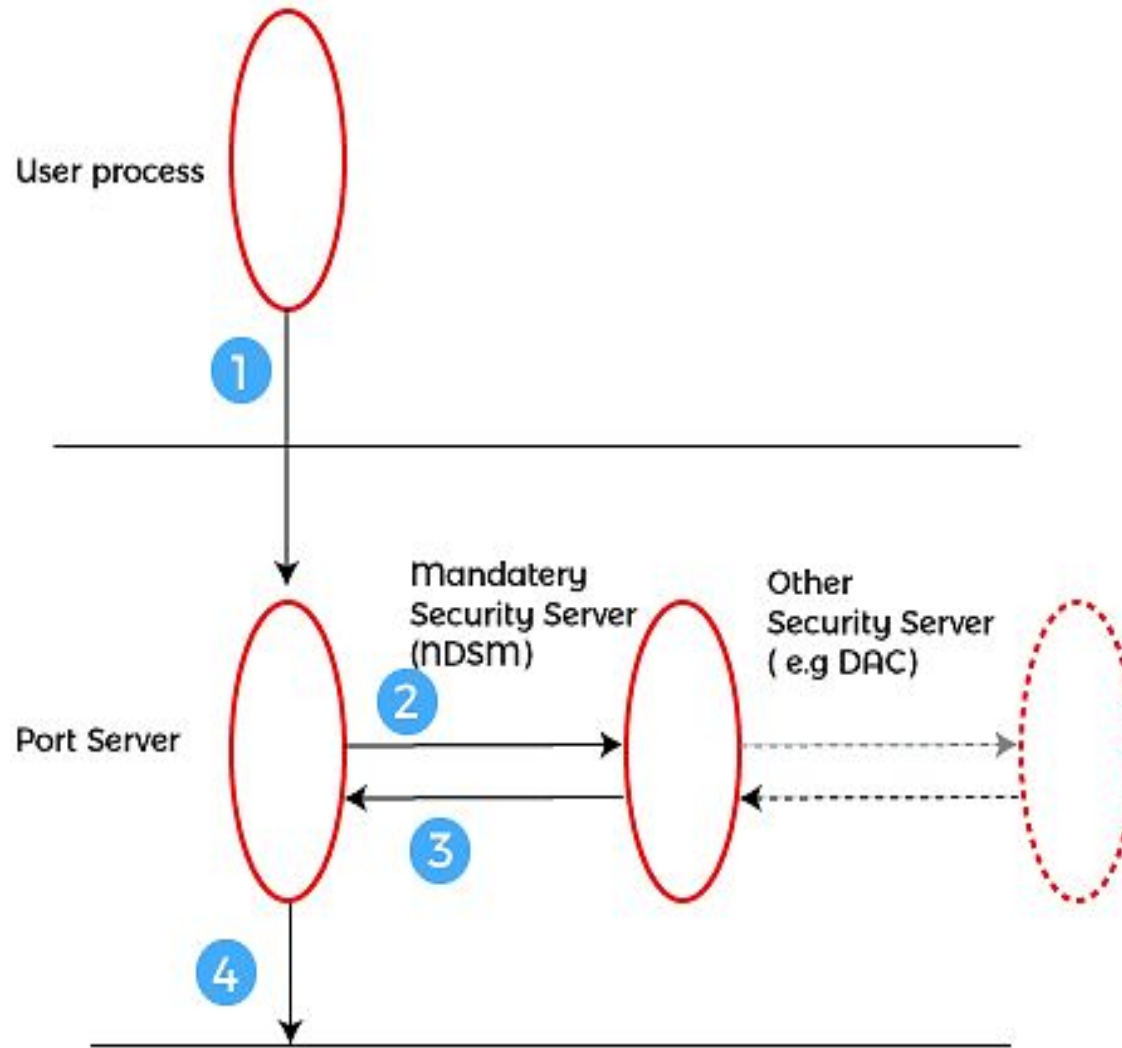 User process
1
Mandatery
Security Server
(NDSM)
Other
Security Server
( e.g DAC)
2
Port Server
3
4